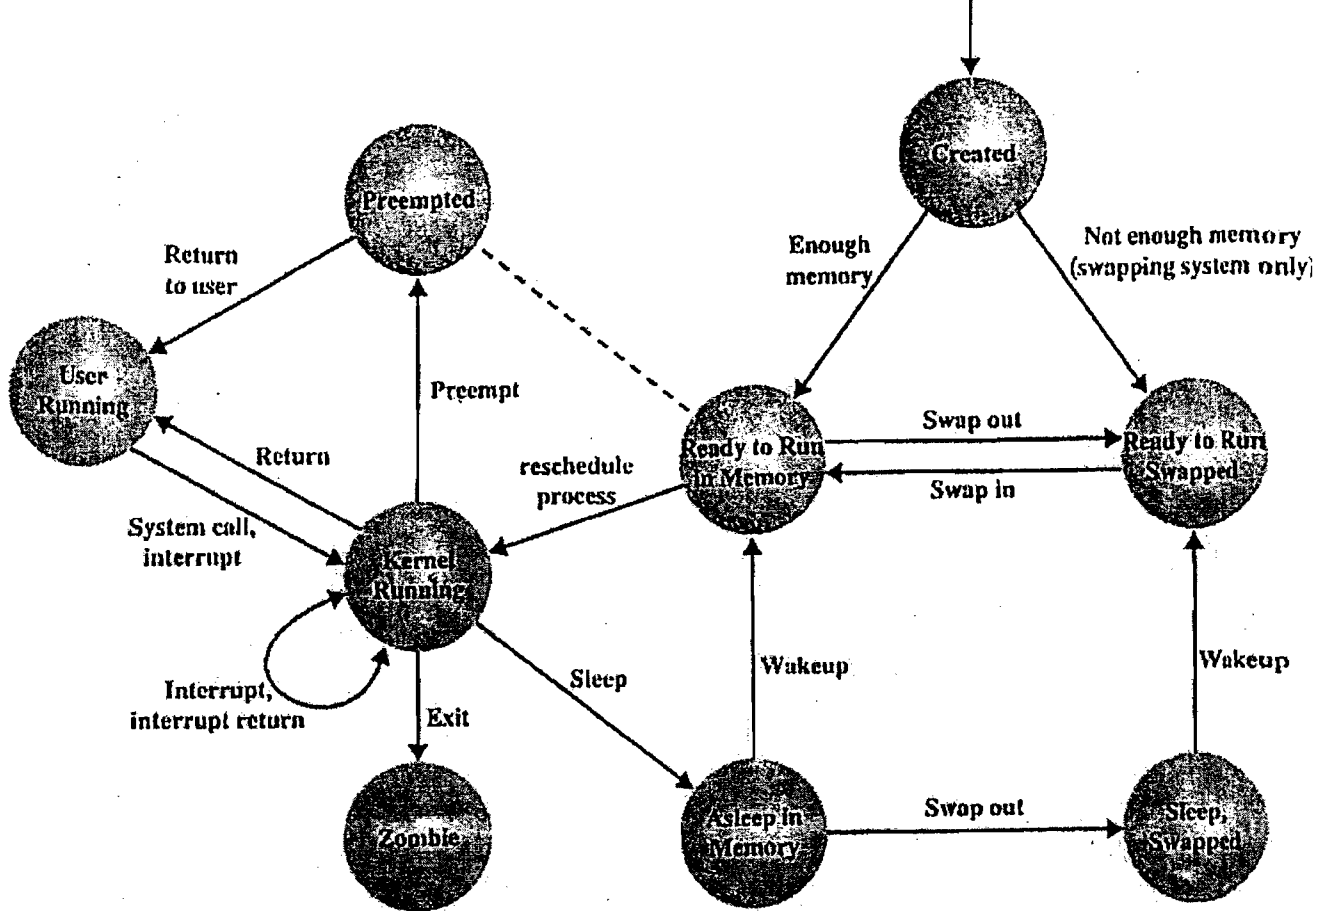 Created
Preempted
Enough
memory
Not enough memory
(swapping system only)
Return
to user
User
Running
Preempt
Ready to Run
in Memory
Swap out
Swap in
Ready to Run
Swapped
Return
reschedule
process
System call,
interrupt
Kernel
Running
Interrupt,
interrupt return
Sleep
Wakeup
Wakeup
Exit
Zombie
Asleep in
Memory
Swap out
Sleep,
Swapped